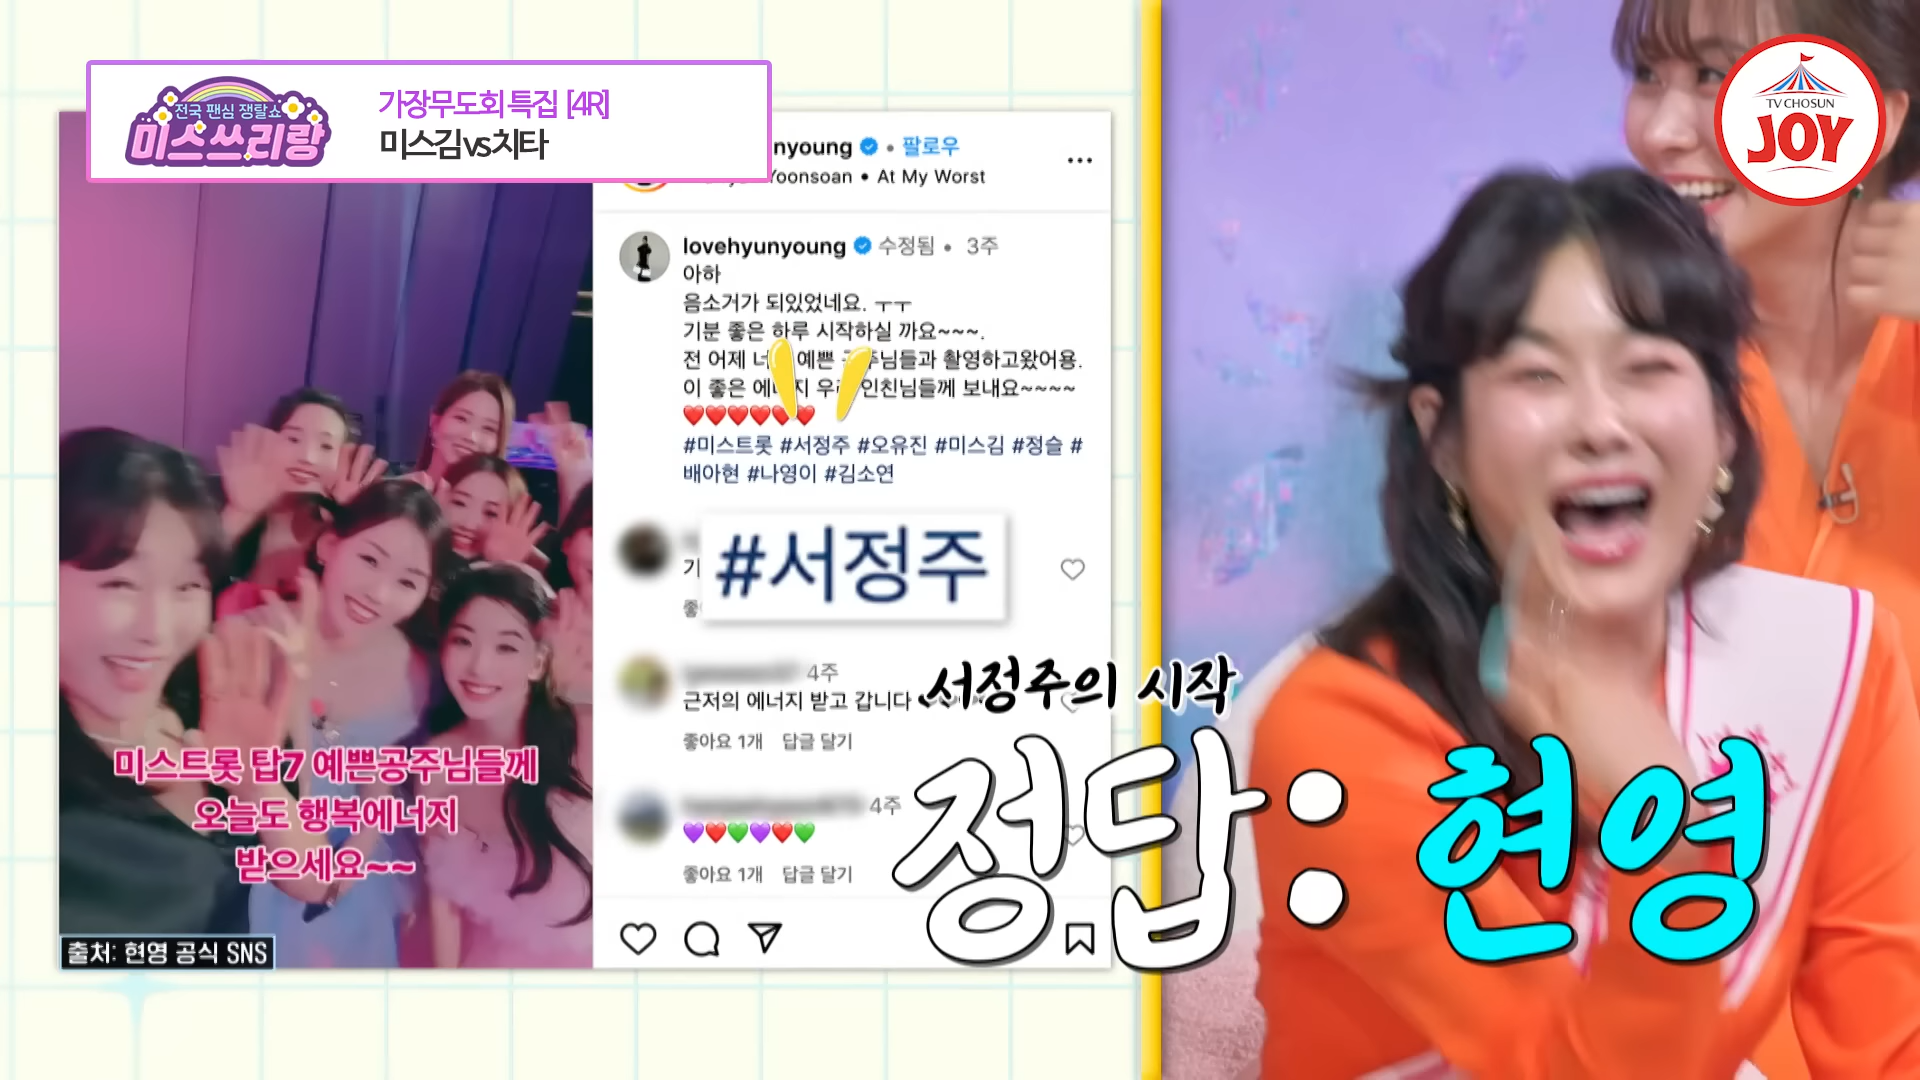 전국 팬심 쟁탈쇼
미스쓰리랑
가장무도회 특집 [4R]
미스김vs치타
TV CHOSUN
JOY
nyoung • 팔로우
Yoonsoan • At My Worst
lovehyunyoung 수정됨 • 3주
아하
음소거가 되있었네요. ㅜㅜ
기분 좋은 하루 시작하실 까요~~~.
전 어제 예쁜 공주님들과 촬영하고왔어용.
이 좋은 에너지 우리 인친님들께 보내요~~~~
❤️❤️❤️❤️❤️❤️
#미스트롯 #서정주 #오유진 #미스김 #정슬 #
배아현 #나영이 #김소연
#서정주
4주
근저의 에너지 받고 갑니다
좋아요 1개 답글 달기
4주
💜❤️💚💜❤️💚
좋아요 1개 답글 달기
미스트롯 탑7 예쁜공주님들께
오늘도 행복에너지
받으세요~~
출처: 현영 공식 SNS
서정주의 시작
정답: 현영